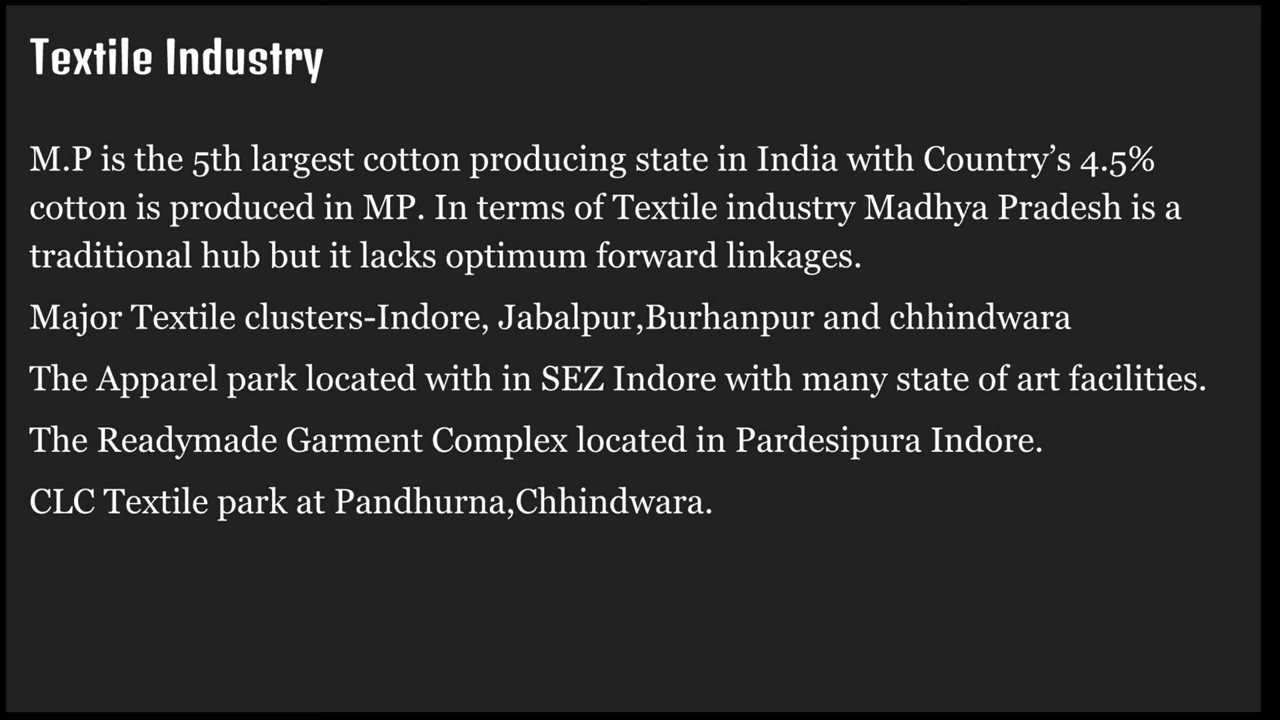 Textile Industry
M.P is the 5th largest cotton producing state in India with Country’s 4.5%
cotton is produced in MP. In terms of Textile industry Madhya Pradesh is a
traditional hub but it lacks optimum forward linkages.
Major Textile clusters-Indore, Jabalpur,Burhanpur and chhindwara
The Apparel park located with in SEZ Indore with many state of art facilities.
The Readymade Garment Complex located in Pardesipura Indore.
CLC Textile park at Pandhurna,Chhindwara.